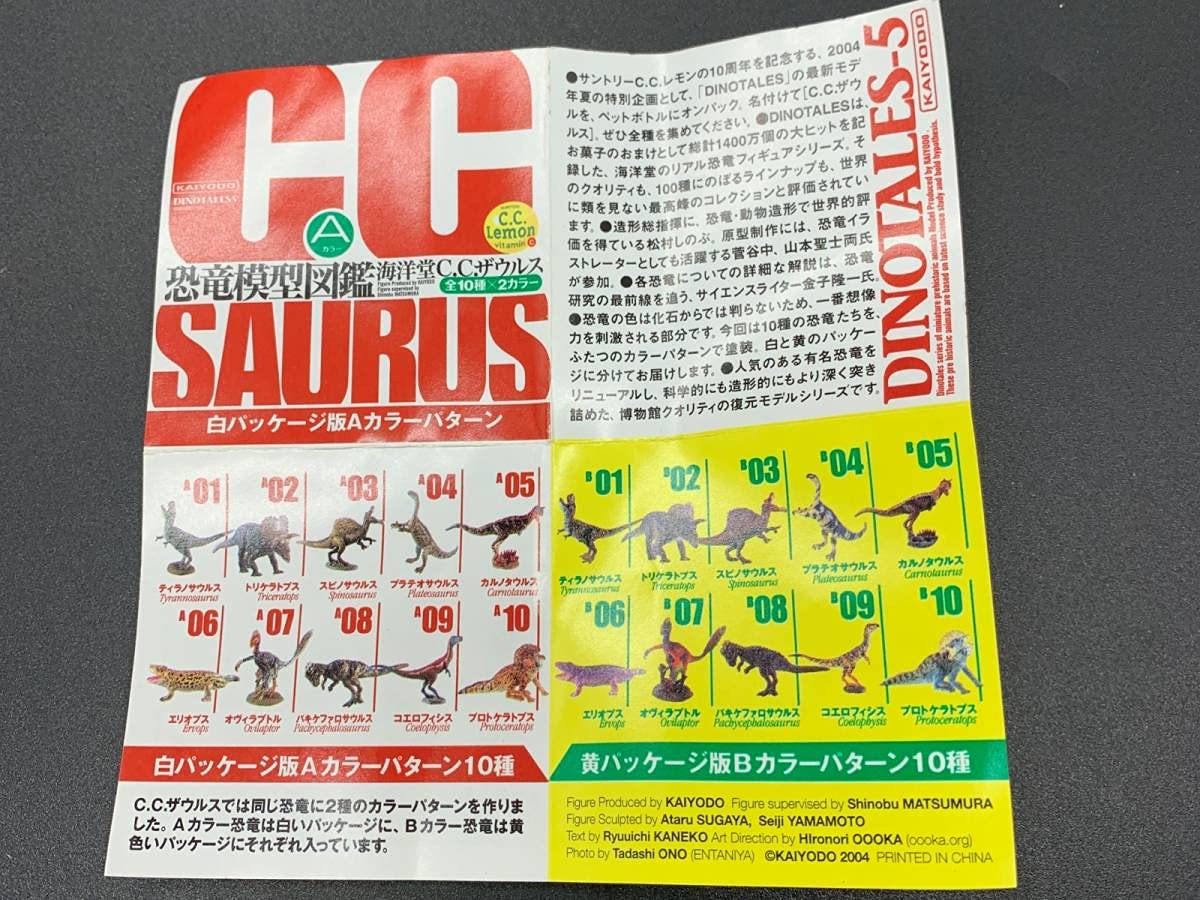 C.C.
KAIYODO
DINOTALES
A
カラー
C.C.
Lemon
vitamin C
恐竜模型図鑑 海洋堂C.C.ザウルス
Figure Produced by KAIYODO
Figure supervised by
Shinobu MATSUMURA
全10種×2カラー
SAURUS
白パッケージ版Aカラーパターン
●サントリーC.C.レモンの10周年を記念する、2004
年夏の特別企画として、「DINOTALES」の最新モデ
ルを、ペットボトルにオンパック。名付けて[C.C.ザウ
ルス]。ぜひ全種を集めてください。●DINOTALESは、
お菓子のおまけとして総計1400万個の大ヒットを記
録した、海洋堂のリアル恐竜フィギュアシリーズ。そ
のクオリティも、100種にのぼるラインナップも、世界
に類を見ない最高峰のコレクションと評価されてい
ます。●造形総指揮に、恐竜・動物造形で世界的評
価を得ている松村しのぶ。原型制作には、恐竜イラ
ストレーターとしても活躍する菅谷中、山本聖士両氏
が参加。●各恐竜についての詳細な解説は、恐竜
研究の最前線を追う、サイエンスライター金子隆一氏。
●恐竜の色は化石からでは判らないため、一番想像
力を刺激される部分です。今回は10種の恐竜たちを、
ふたつのカラーパターンで塗装。白と黄のパッケー
ジに分けてお届けします。●人気のある有名恐竜を
リニューアルし、科学的にも造形的にもより深く突き
詰めた、博物館クオリティの復元モデルシリーズです。
DINOTALES-5
KAIYODO
Dinotales series of miniature prehistoric animals Model Produced by KAIYODO.
These pre historic animals are based on latest science study and bold hypothesis.
A01 A02 A03 A04 A05
ティラノサウルス トリケラトプス スピノサウルス プラテオサウルス カルノタウルス
Tyrannosaurus Triceratops Spinosaurus Plateosaurus Carnotaurus
A06 A07 A08 A09 A10
エリオプス オヴィラプトル パキケファロサウルス コエロフィシス プロトケラトプス
Eryops Ovilaptor Pachycephalosaurus Coelophysis Protoceratops
白パッケージ版Aカラーパターン10種
C.C.ザウルスでは同じ恐竜に2種のカラーパターンを作りま
した。Aカラー恐竜は白いパッケージに、Bカラー恐竜は黄
色いパッケージにそれぞれ入っています。
B01 B02 B03 B04 B05
ティラノサウルス トリケラトプス スピノサウルス プラテオサウルス カルノタウルス
Tyrannosaurus Triceratops Spinosaurus Plateosaurus Carnotaurus
B06 B07 B08 B09 B10
エリオプス オヴィラプトル パキケファロサウルス コエロフィシス プロトケラトプス
Eryops Ovilaptor Pachycephalosaurus Coelophysis Protoceratops
黄パッケージ版Bカラーパターン10種
Figure Produced by KAIYODO Figure supervised by Shinobu MATSUMURA
Figure Sculpted by Ataru SUGAYA, Seiji YAMAMOTO
Text by Ryuuichi KANEKO Art Direction by HIronori OOOKA (oooka.org)
Photo by Tadashi ONO (ENTANIYA) ©KAIYODO 2004 PRINTED IN CHINA